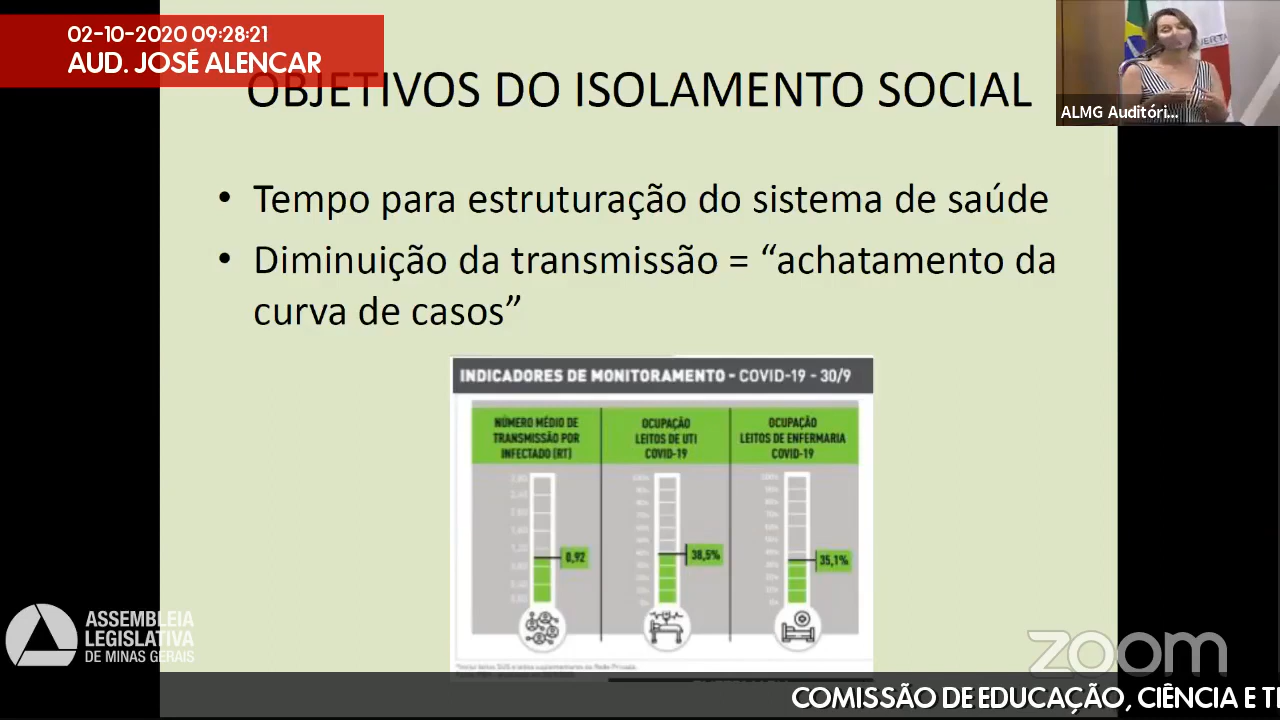 02-10-2020 09:28:21
AUD. JOSÉ ALENCAR
OBJETIVOS DO ISOLAMENTO SOCIAL
ALMG Auditóri...
• Tempo para estruturação do sistema de saúde
• Diminuição da transmissão = “achatamento da
curva de casos”
INDICADORES DE MONITORAMENTO - COVID-19 - 30/9
NÚMERO MÉDIO DE
TRANSMISSÃO POR
INFECTADO (RT)
OCUPAÇÃO
LEITOS DE UTI
COVID-19
OCUPAÇÃO
LEITOS DE ENFERMARIA
COVID-19
0,92
38,5%
35,1%
ASSEMBLEIA
LEGISLATIVA
DE MINAS GERAIS
zoom
COMISSÃO DE EDUCAÇÃO, CIÊNCIA E